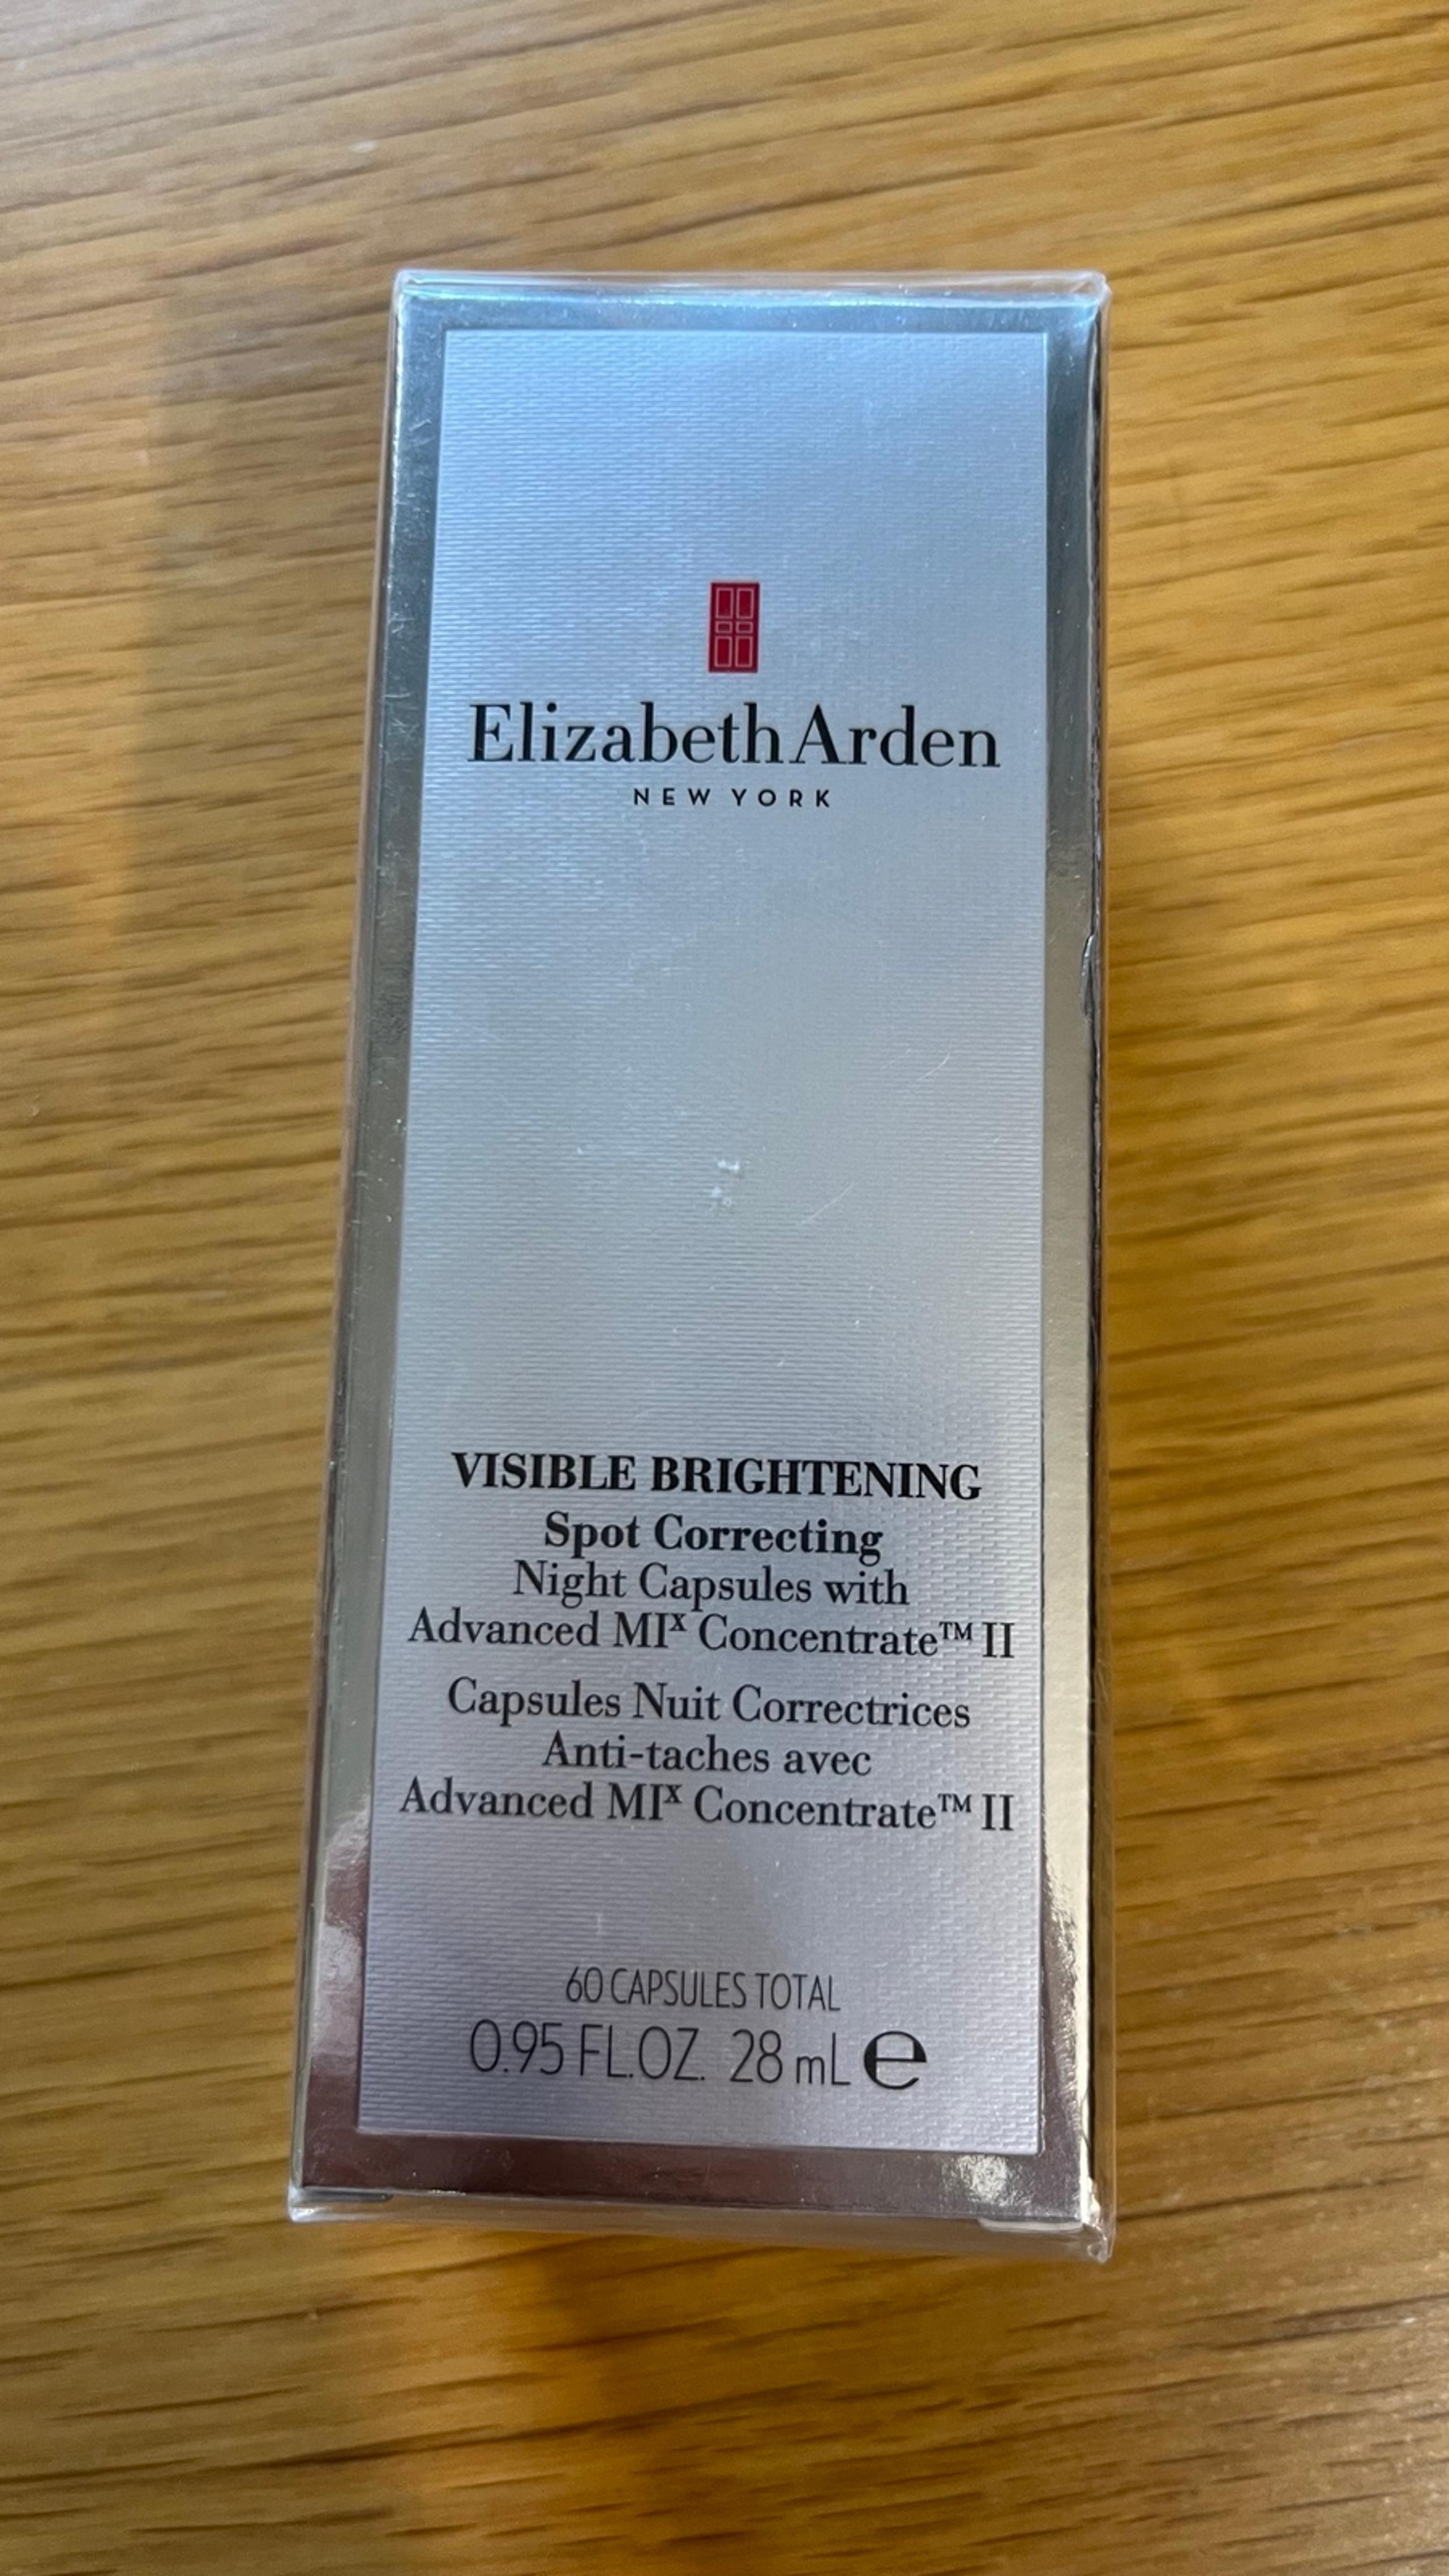 Elizabeth Arden
NEW YORK
VISIBLE BRIGHTENING
Spot Correcting
Night Capsules with
Advanced MIˣ Concentrate™ II
Capsules Nuit Correctrices
Anti-taches avec
Advanced MIˣ Concentrate™ II
60 CAPSULES TOTAL
0.95 FL.OZ. 28 mL ℮